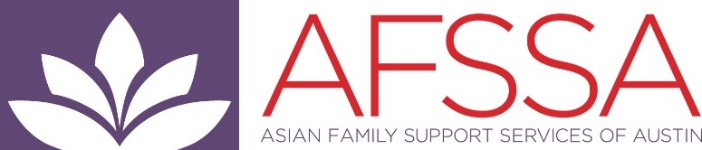 AFSSA
ASIAN FAMILY SUPPORT SERVICES OF AUSTIN